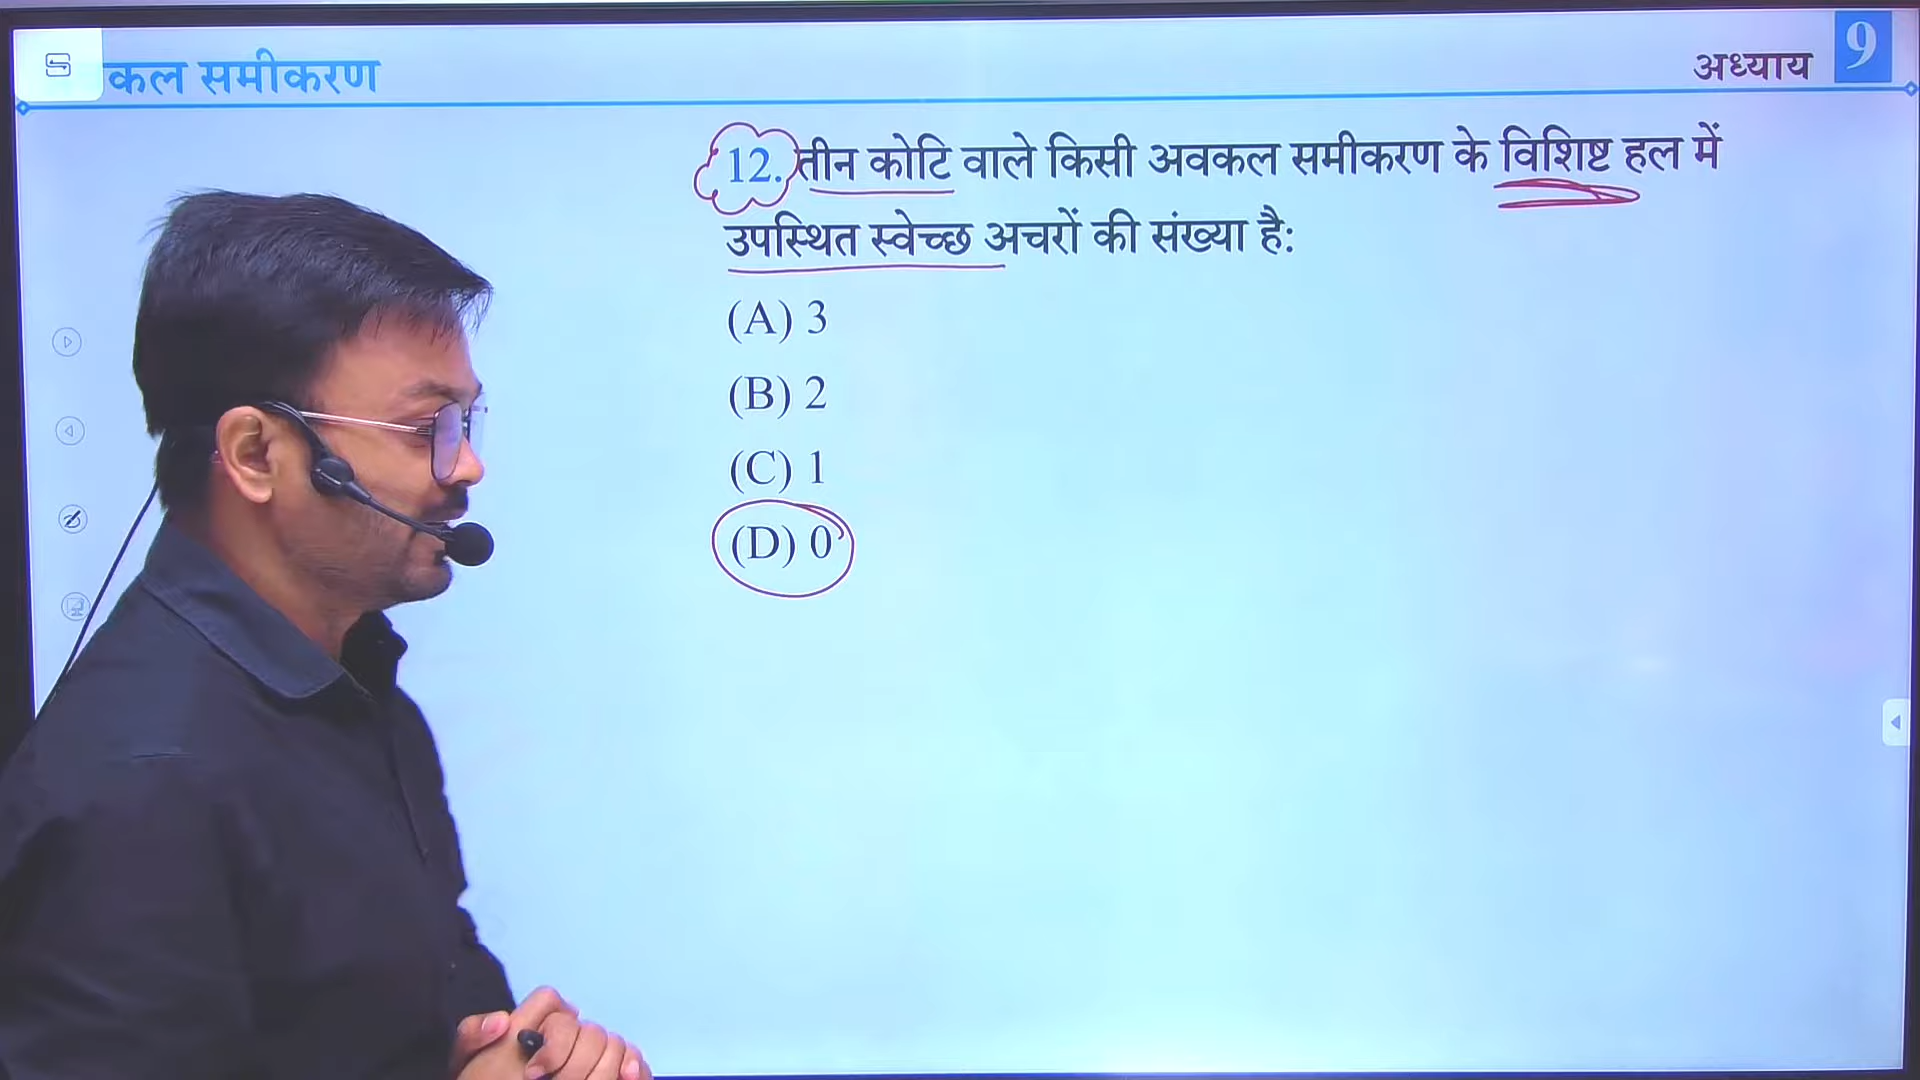 कल समीकरण
अध्याय 9
12. तीन कोटि वाले किसी अवकल समीकरण के विशिष्ट हल में
उपस्थित स्वेच्छ अचरों की संख्या है:
(A) 3
(B) 2
(C) 1
(D) 0